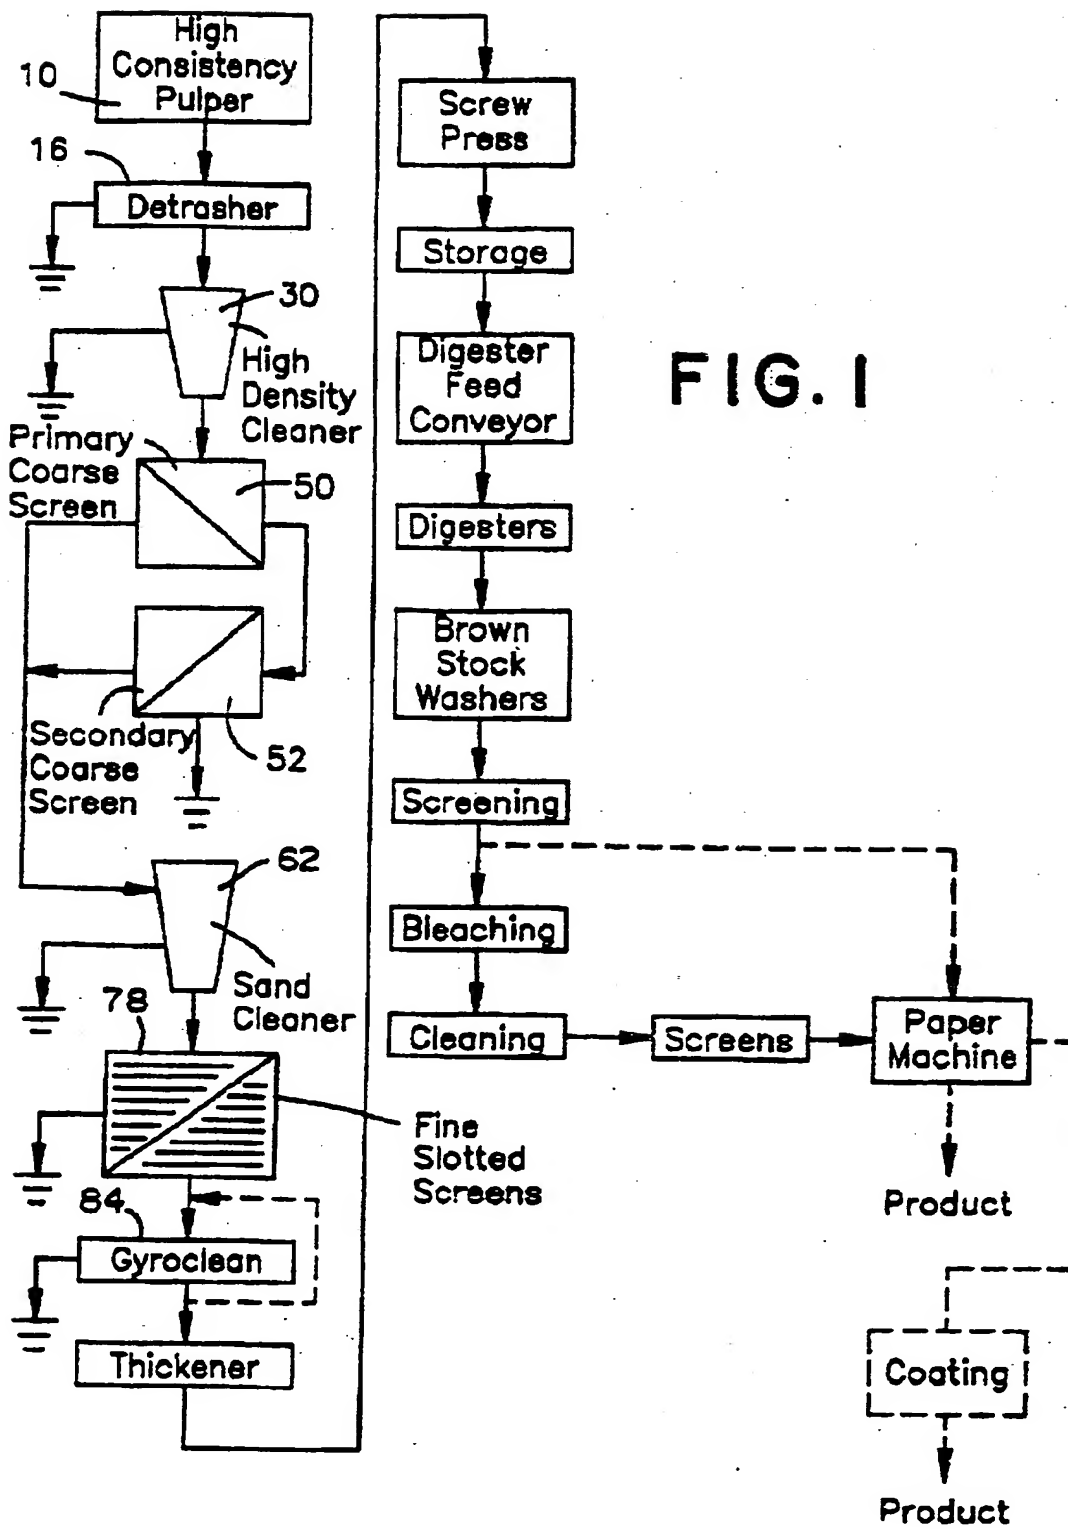 High
Consistency
Pulper
10
16
Detrasher
30
High
Density
Cleaner
Primary
Coarse
Screen
50
Secondary
Coarse
Screen
52
62
Sand
Cleaner
78
Fine
Slotted
Screens
84
Gyroclean
Thickener
Screw
Press
Storage
Digester
Feed
Conveyor
Digesters
Brown
Stock
Washers
Screening
Bleaching
Cleaning
Screens
Paper
Machine
Product
Coating
Product
FIG. 1